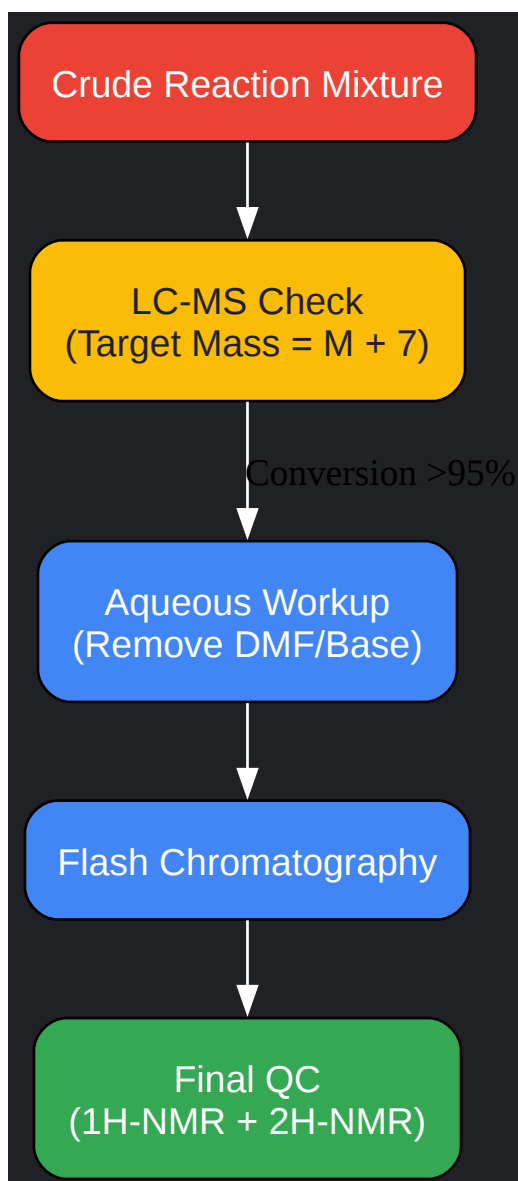 Crude Reaction Mixture
LC-MS Check
(Target Mass = M + 7)
Conversion >95%
Aqueous Workup
(Remove DMF/Base)
Flash Chromatography
Final QC
(1H-NMR + 2H-NMR)